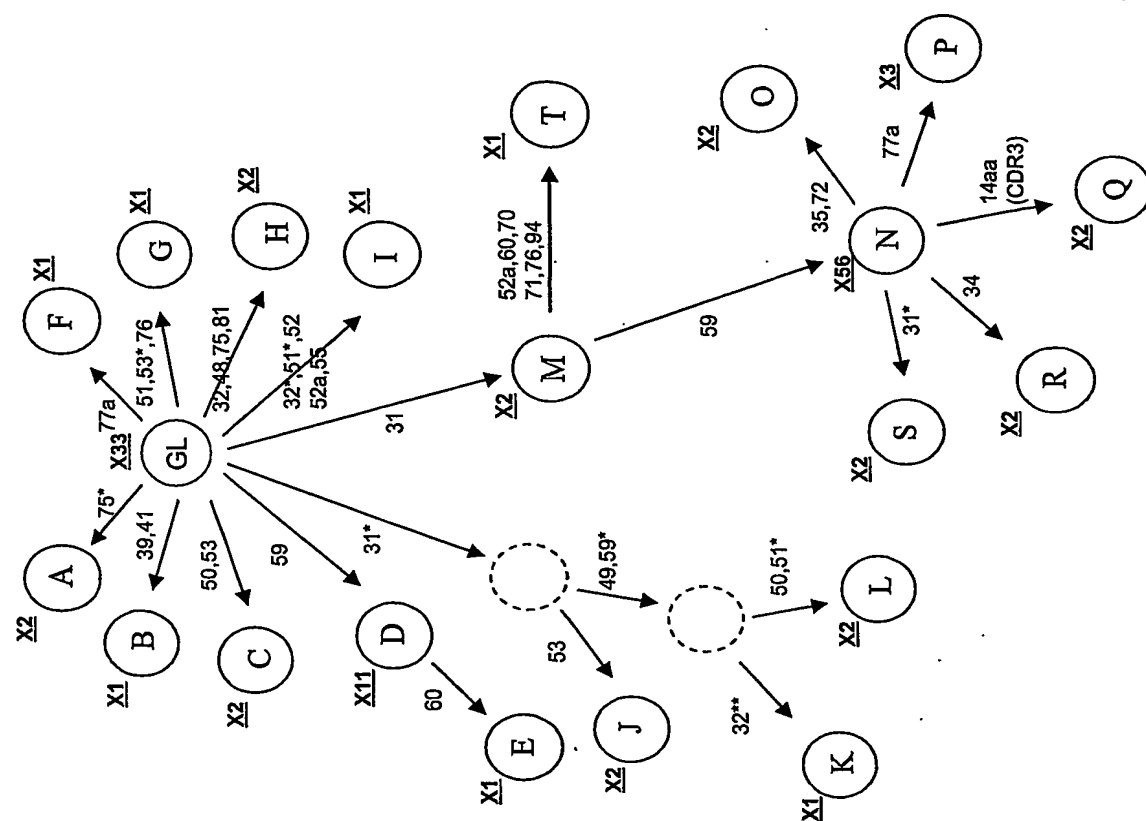 X33
GL
75*
X2
A
39,41
X1
B
50,53
X2
C
59
X11
D
60
X1
E
77a
X1
F
51,53*,76
X1
G
32,48,75,81
X2
H
32*,51*,52
52a,55
X1
I
31*
53
X2
J
49,59*
32**
X1
K
50,51*
X2
L
31
X2
M
52a,60,70
71,76,94
X1
T
59
X56
N
35,72
X2
O
77a
X3
P
14aa
(CDR3)
X2
Q
34
X2
R
31*
X2
S